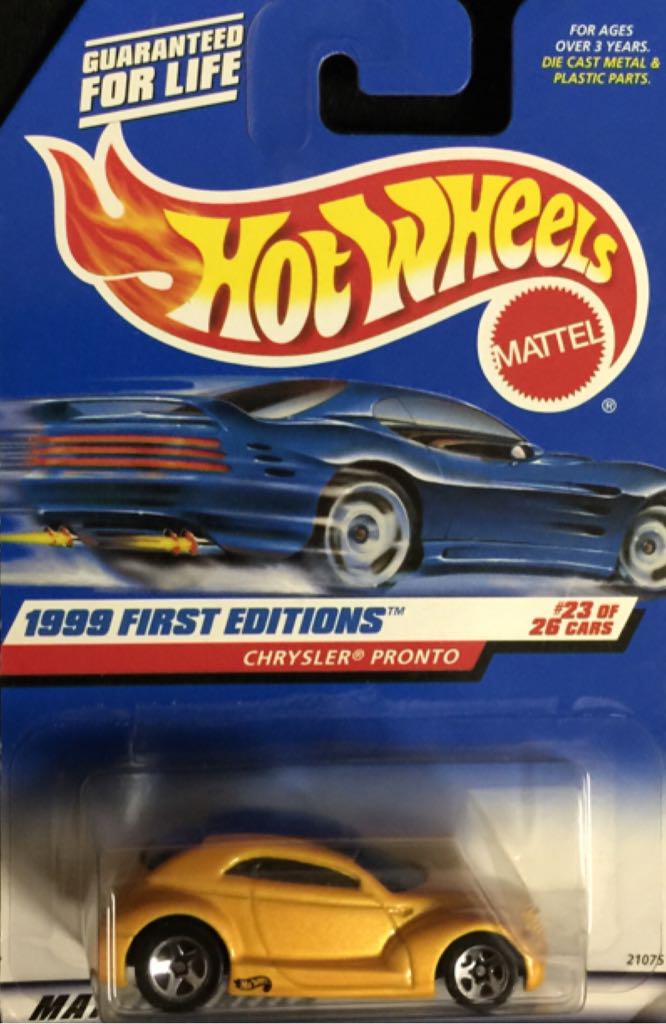 GUARANTEED
FOR LIFE
FOR AGES
OVER 3 YEARS.
DIE CAST METAL &
PLASTIC PARTS.
HOT WHEELS
MATTEL
®
1999 FIRST EDITIONS™
#23 OF
26 CARS
CHRYSLER® PRONTO
21075